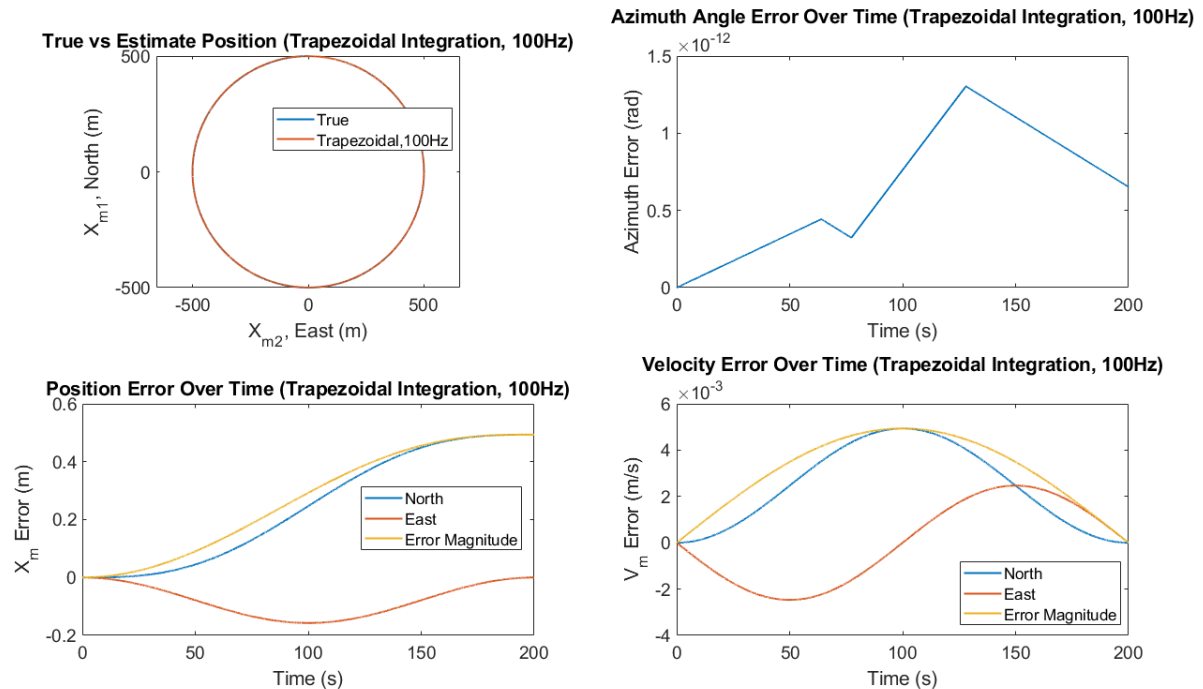 True vs Estimate Position (Trapezoidal Integration, 100Hz)
500
0
-500
X_m1, North (m)
True
Trapezoidal,100Hz
-500
0
500
X_m2, East (m)
Azimuth Angle Error Over Time (Trapezoidal Integration, 100Hz)
×10^-12
1.5
1
0.5
0
Azimuth Error (rad)
0
50
100
150
200
Time (s)
Position Error Over Time (Trapezoidal Integration, 100Hz)
0.6
0.4
0.2
0
-0.2
X_m Error (m)
North
East
Error Magnitude
0
50
100
150
200
Time (s)
Velocity Error Over Time (Trapezoidal Integration, 100Hz)
×10^-3
6
4
2
0
-2
-4
V_m Error (m/s)
North
East
Error Magnitude
0
50
100
150
200
Time (s)